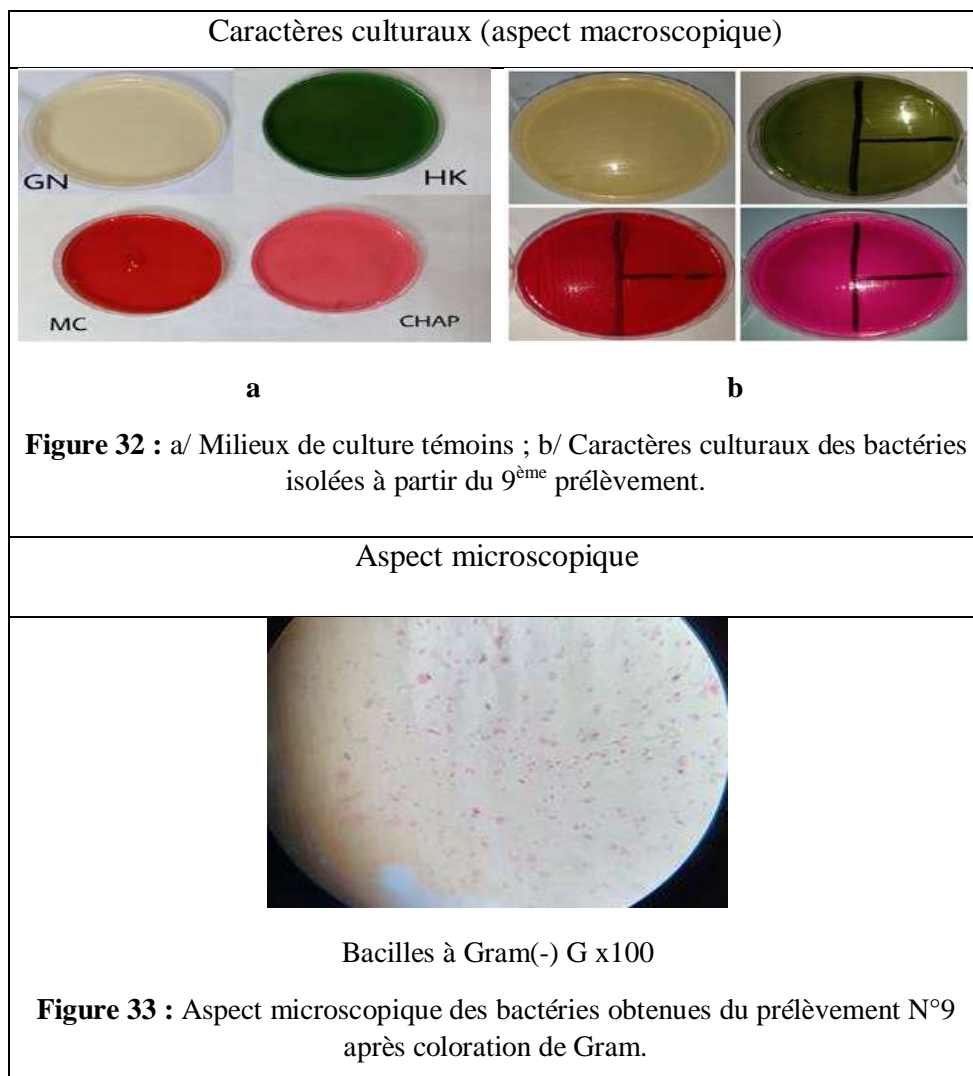 Caractères culturaux (aspect macroscopique)
GN
HK
MC
CHAP
a
b
Figure 32 : a/ Milieux de culture témoins ; b/ Caractères culturaux des bactéries
isolées à partir du 9ème prélèvement.
Aspect microscopique
Bacilles à Gram(-) G x100
Figure 33 : Aspect microscopique des bactéries obtenues du prélèvement N°9
après coloration de Gram.